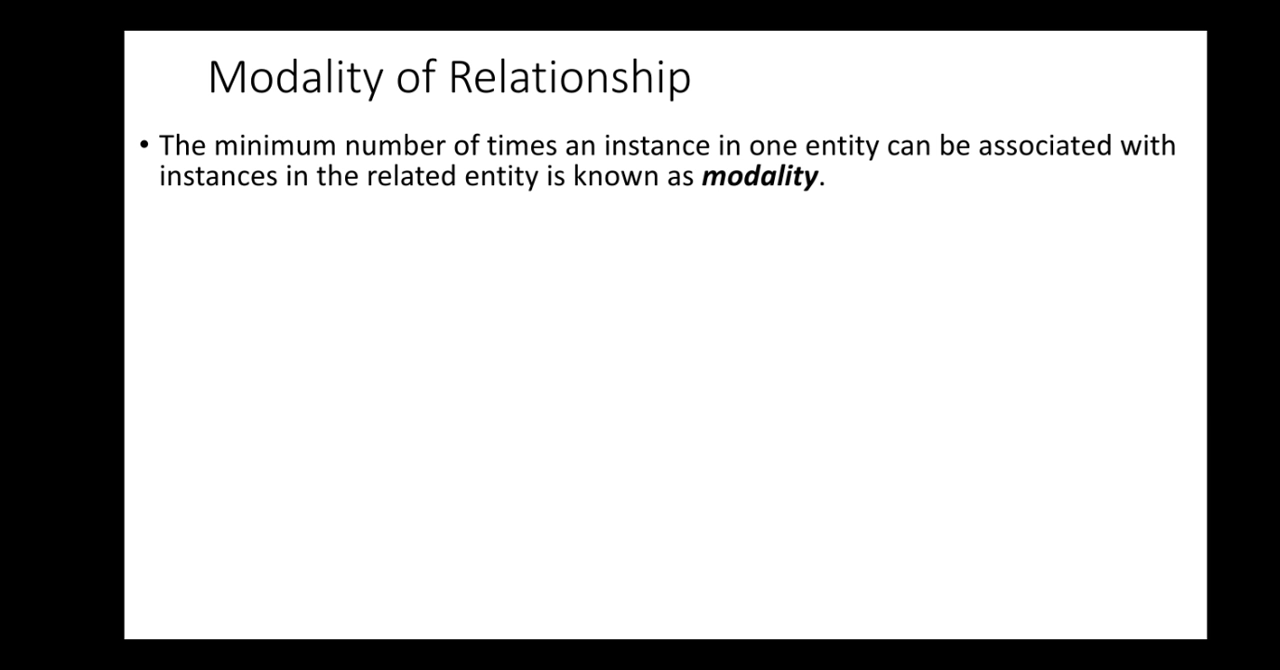 Modality of Relationship
• The minimum number of times an instance in one entity can be associated with
instances in the related entity is known as modality.